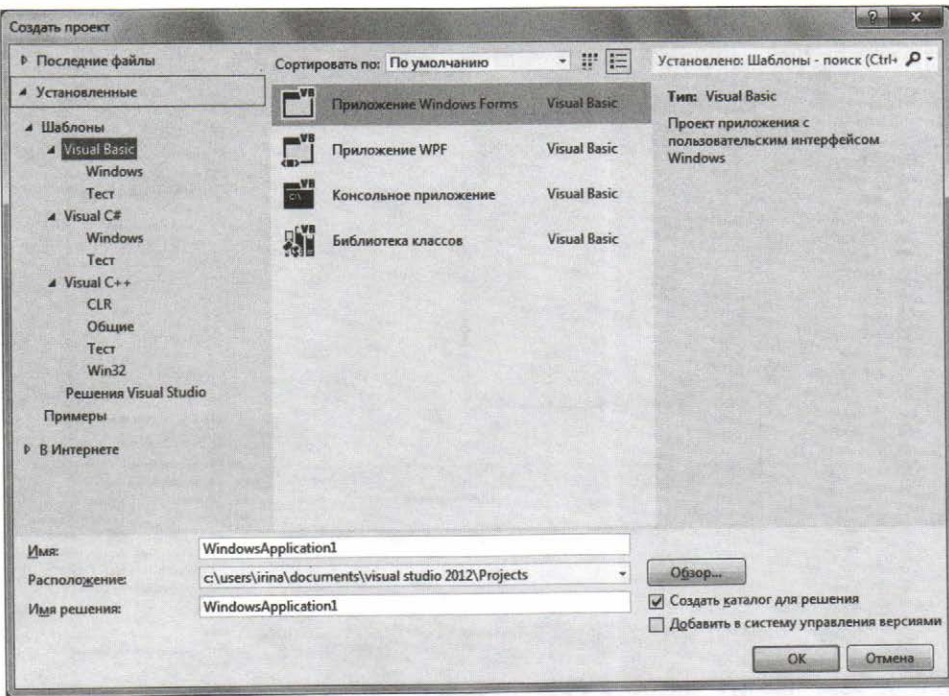 Создать проект
Последние файлы
Установленные
Шаблоны
Visual Basic
Windows
Тест
Visual C#
Windows
Тест
Visual C++
CLR
Общие
Тест
Win32
Решения Visual Studio
Примеры
В Интернете
Сортировать по: По умолчанию
Приложение Windows Forms Visual Basic
Приложение WPF Visual Basic
Консольное приложение Visual Basic
Библиотека классов Visual Basic
Установлено: Шаблоны - поиск (Ctrl+
Тип: Visual Basic
Проект приложения с
пользовательским интерфейсом
Windows
Имя: WindowsApplication1
Расположение: c:\users\irina\documents\visual studio 2012\Projects
Обзор...
Имя решения: WindowsApplication1
Создать каталог для решения
Добавить в систему управления версиями
OK
Отмена